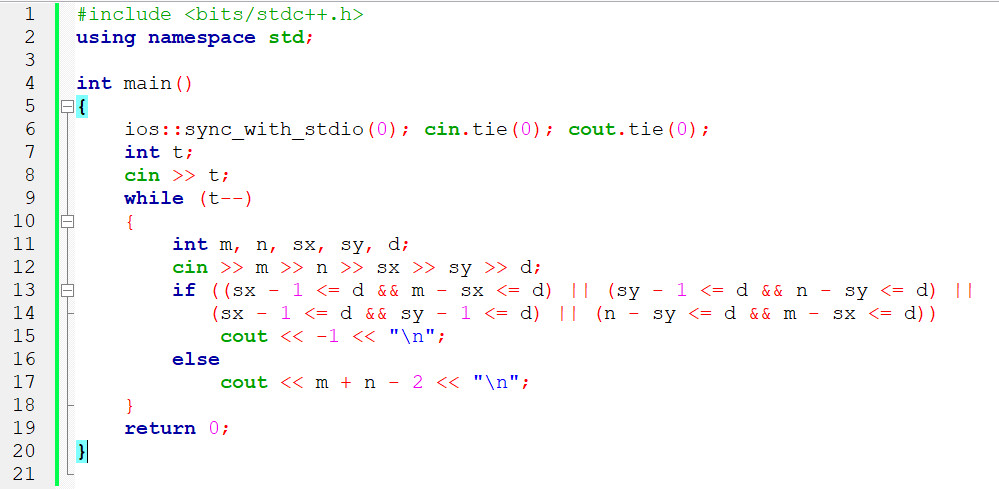 1 #include <bits/stdc++.h>
2 using namespace std;
3
4 int main()
5 {
6 ios::sync_with_stdio(0); cin.tie(0); cout.tie(0);
7 int t;
8 cin >> t;
9 while (t--)
10 {
11 int m, n, sx, sy, d;
12 cin >> m >> n >> sx >> sy >> d;
13 if ((sx - 1 <= d && m - sx <= d) || (sy - 1 <= d && n - sy <= d) ||
14 (sx - 1 <= d && sy - 1 <= d) || (n - sy <= d && m - sx <= d))
15 cout << -1 << "\n";
16 else
17 cout << m + n - 2 << "\n";
18 }
19 return 0;
20 }
21